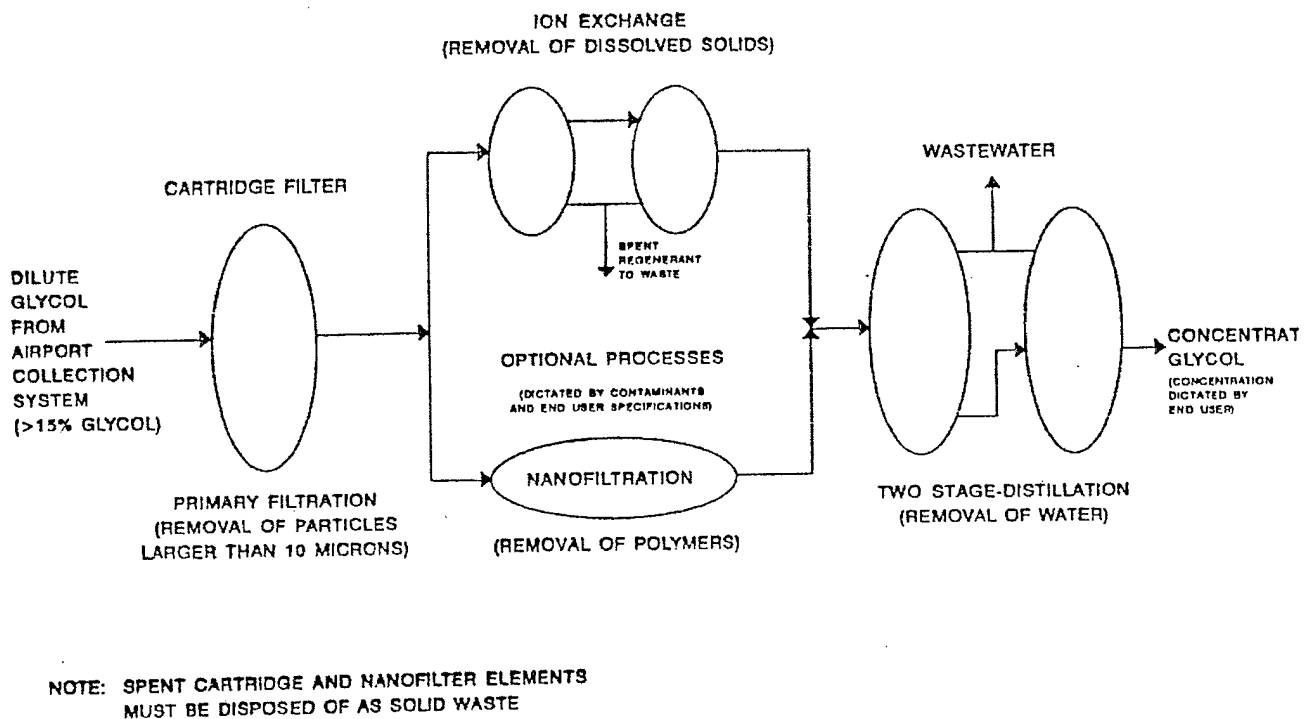 ION EXCHANGE
(REMOVAL OF DISSOLVED SOLIDS)
CARTRIDGE FILTER
WASTEWATER
SPENT
REGENERANT
TO WASTE
DILUTE
GLYCOL
FROM
AIRPORT
COLLECTION
SYSTEM
(>15% GLYCOL)
OPTIONAL PROCESSES
(DICTATED BY CONTAMINANTS
AND END USER SPECIFICATIONS)
CONCENTRAT
GLYCOL
(CONCENTRATION
DICTATED BY
END USER)
NANOFILTRATION
PRIMARY FILTRATION
(REMOVAL OF PARTICLES
LARGER THAN 10 MICRONS)
(REMOVAL OF POLYMERS)
TWO STAGE-DISTILLATION
(REMOVAL OF WATER)
NOTE: SPENT CARTRIDGE AND NANOFILTER ELEMENTS
MUST BE DISPOSED OF AS SOLID WASTE